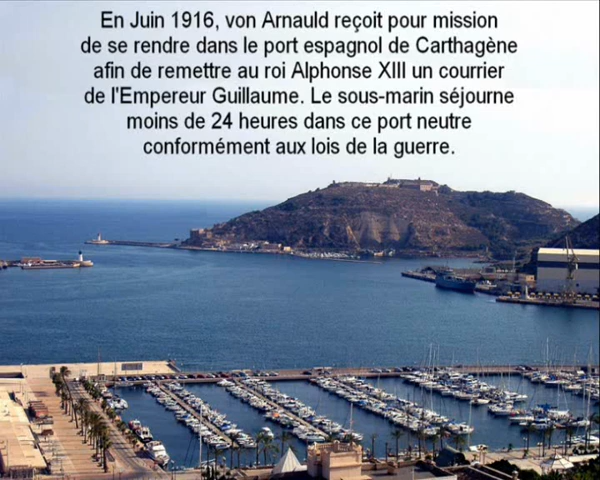 En Juin 1916, von Arnauld reçoit pour mission
de se rendre dans le port espagnol de Carthagène
afin de remettre au roi Alphonse XIII un courrier
de l'Empereur Guillaume. Le sous-marin séjourne
moins de 24 heures dans ce port neutre
conformément aux lois de la guerre.